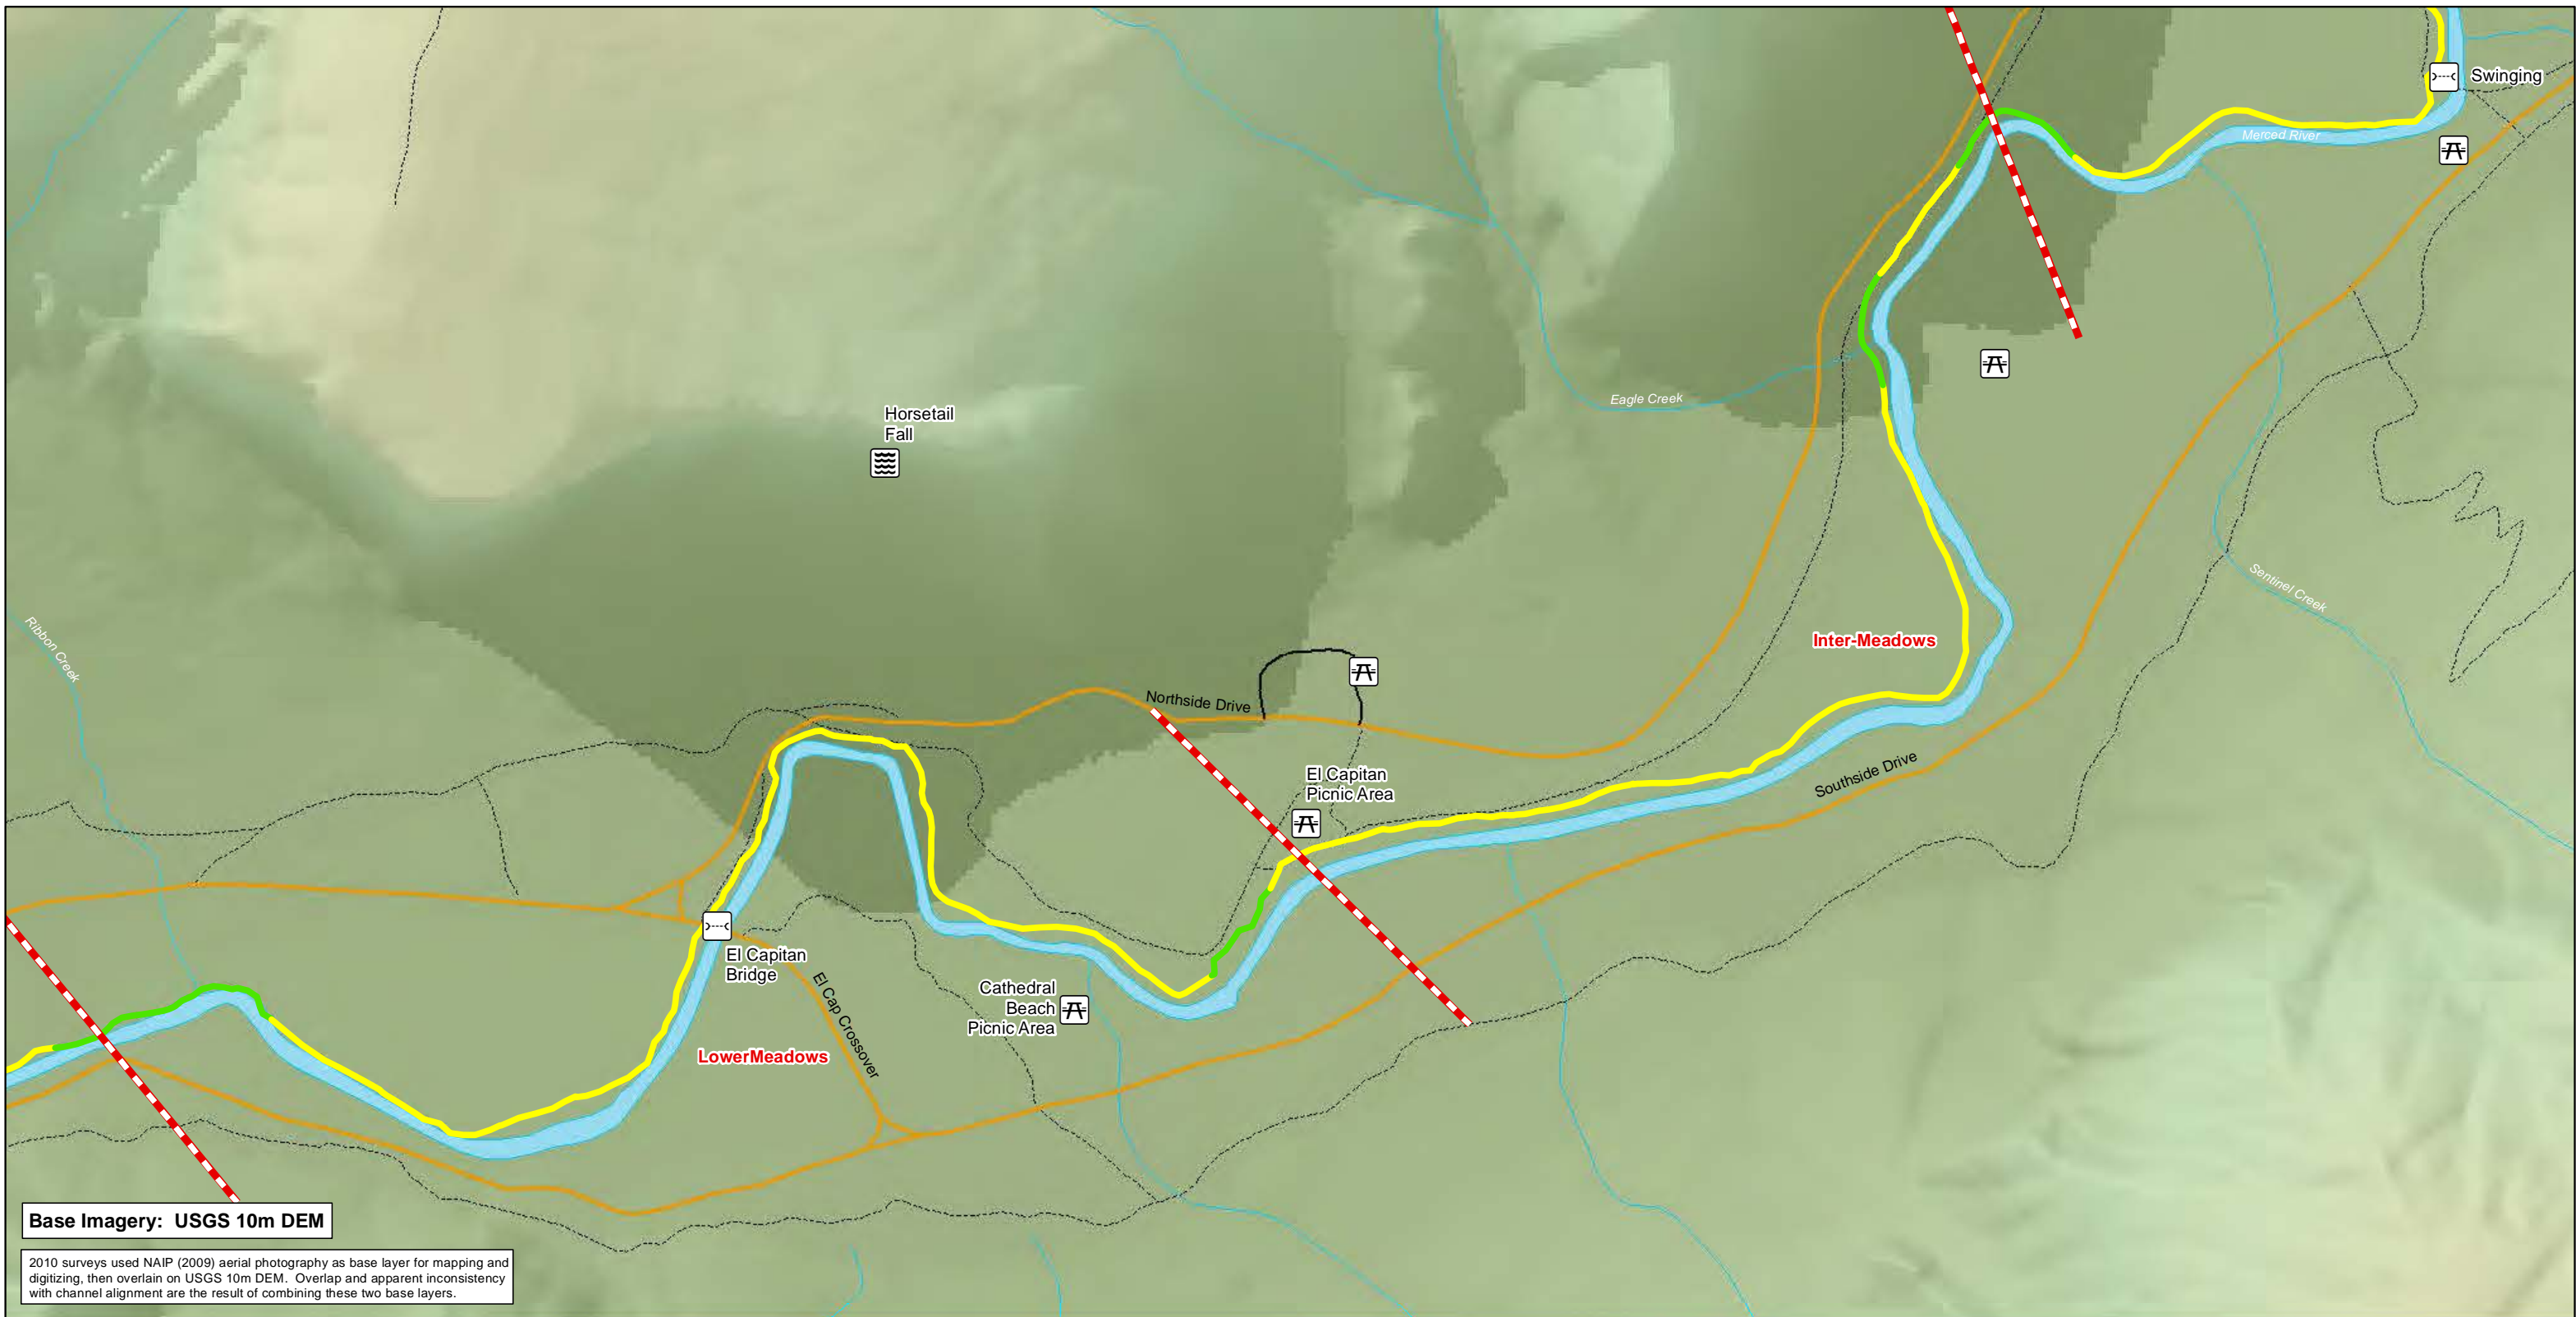 Swinging
Merced River
Eagle Creek
Horsetail
Fall
Sentinel Creek
Ribbon Creek
Inter-Meadows
Northside Drive
El Capitan
Picnic Area
Southside Drive
El Capitan
Bridge
El Cap Crossover
Cathedral
Beach
Picnic Area
LowerMeadows
Base Imagery: USGS 10m DEM
2010 surveys used NAIP (2009) aerial photography as base layer for mapping and
digitizing, then overlain on USGS 10m DEM. Overlap and apparent inconsistency
with channel alignment are the result of combining these two base layers.